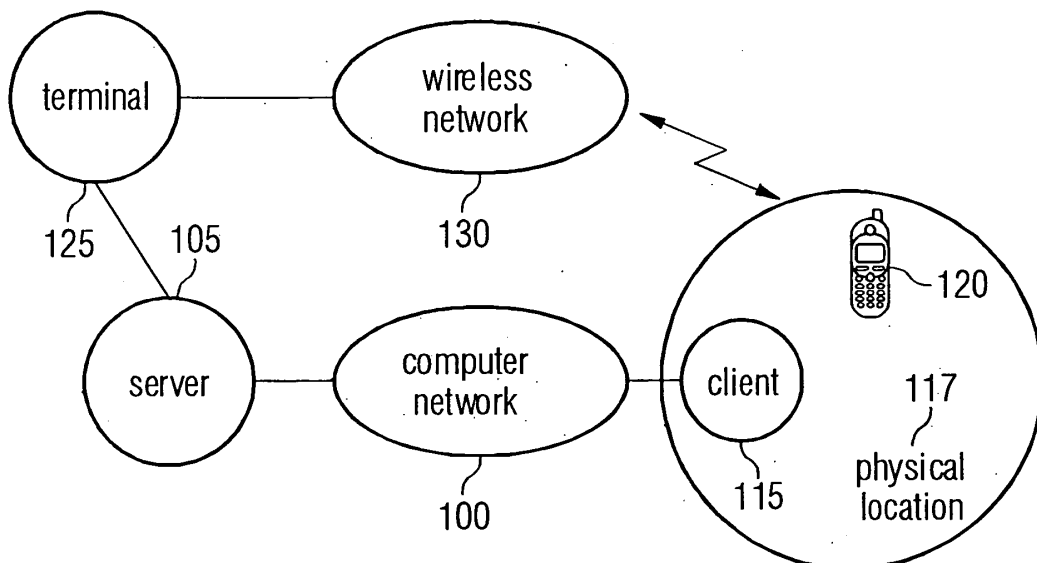 terminal
wireless
network
125
105
130
120
server
computer
network
client
117
physical
location
100
115